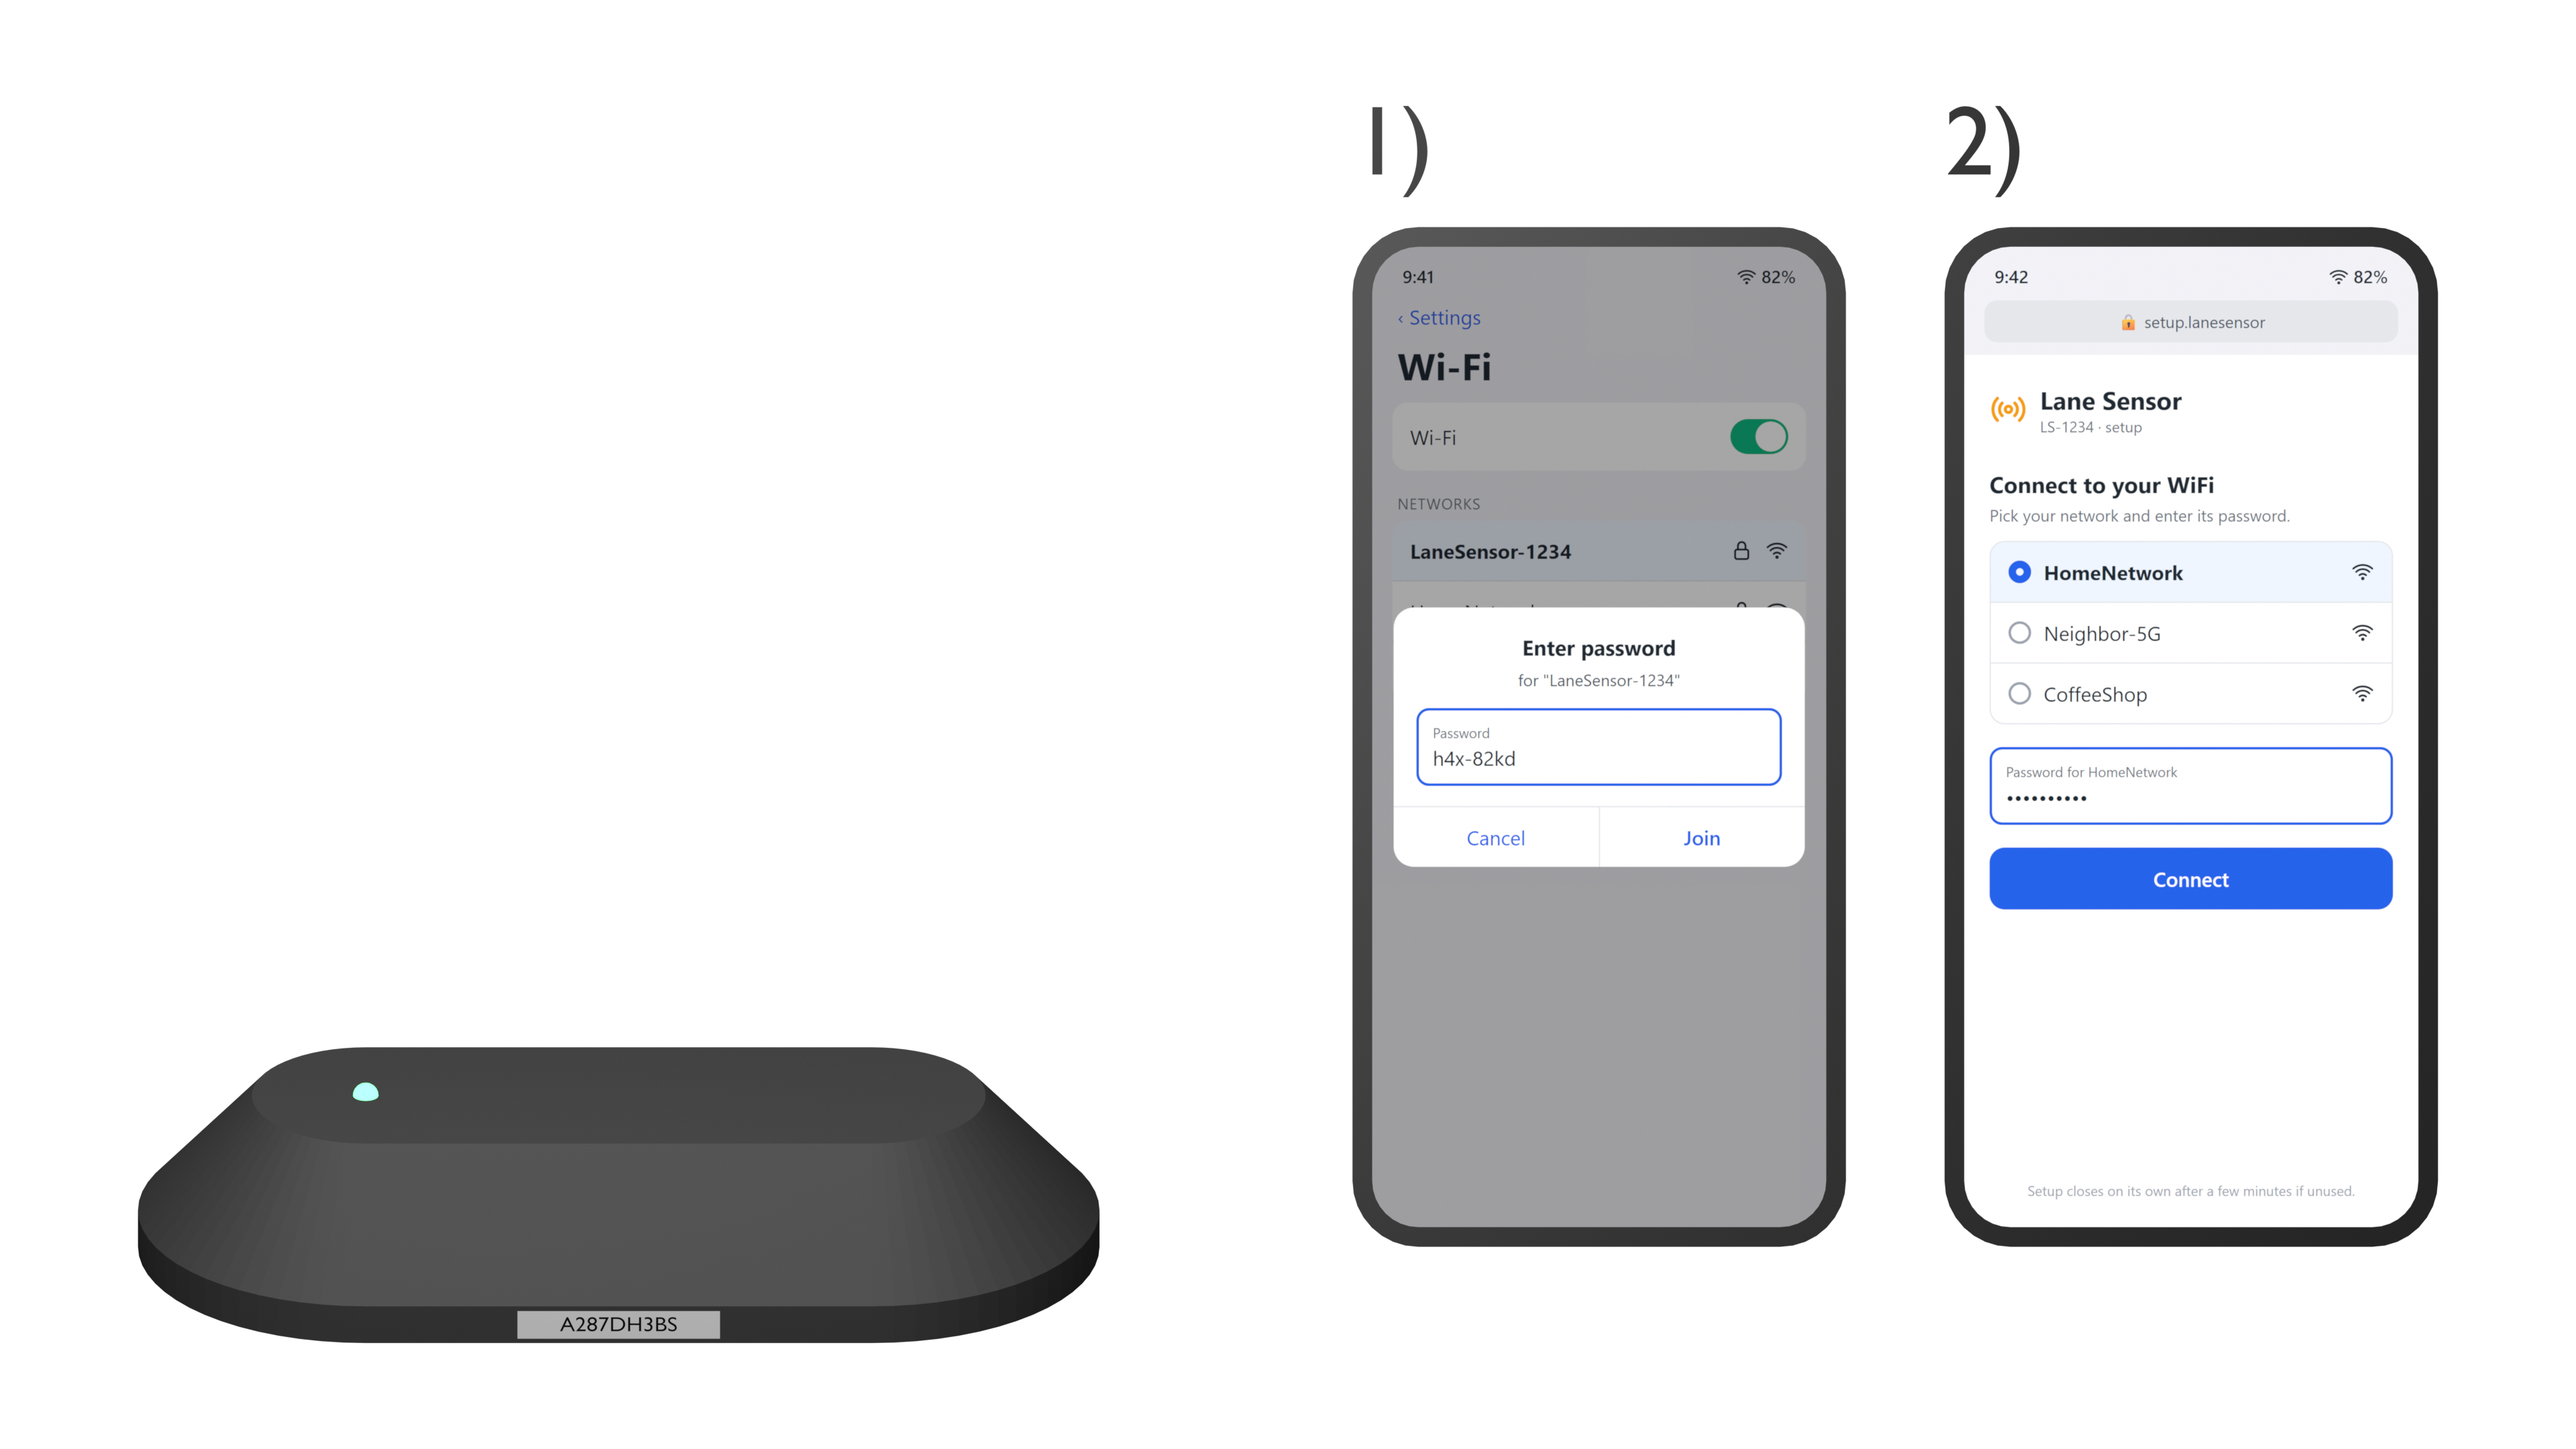 1)
9:41 82%
‹ Settings
Wi-Fi
Wi-Fi
NETWORKS
LaneSensor-1234
Enter password
for "LaneSensor-1234"
Password
h4x-82kd
Cancel Join
2)
9:42 82%
setup.lanesensor
Lane Sensor
LS-1234 · setup
Connect to your WiFi
Pick your network and enter its password.
HomeNetwork
Neighbor-5G
CoffeeShop
Password for HomeNetwork
••••••••••
Connect
Setup closes on its own after a few minutes if unused.
A287DH3BS